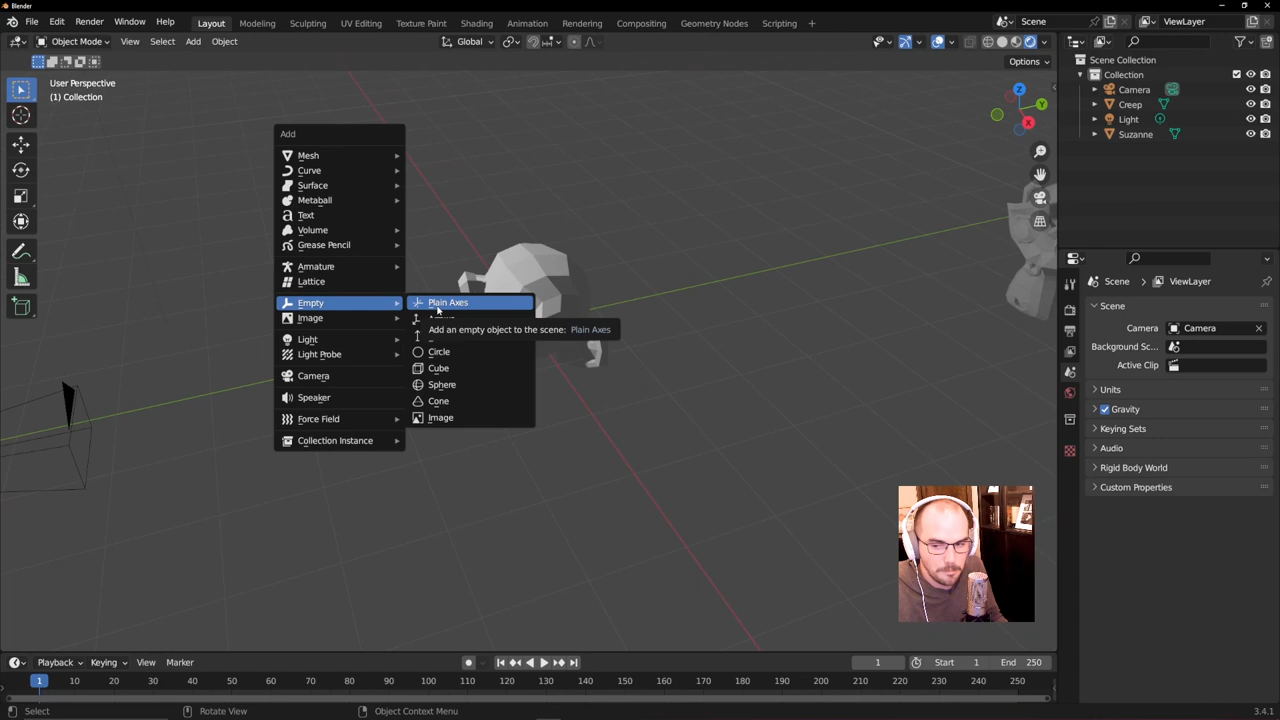 Blender
File Edit Render Window Help
Layout Modeling Sculpting UV Editing Texture Paint Shading Animation Rendering Compositing Geometry Nodes Scripting +
Scene
ViewLayer
Object Mode View Select Add Object
Global
Options
User Perspective
(1) Collection
Z
Y
X
Add
Mesh
Curve
Surface
Metaball
Text
Volume
Grease Pencil
Armature
Lattice
Empty
Image
Light
Light Probe
Camera
Speaker
Force Field
Collection Instance
Plain Axes
Add an empty object to the scene: Plain Axes
Circle
Cube
Sphere
Cone
Image
Scene Collection
Collection
Camera
Creep
Light
Suzanne
Scene ViewLayer
Scene
Camera Camera
Background Sc...
Active Clip
Units
Gravity
Keying Sets
Audio
Rigid Body World
Custom Properties
Playback Keying View Marker
1
Start 1 End 250
1 10 20 30 40 50 60 70 80 90 100 110 120 130 140 150 160 170 180 190 200 210 220 230 240 250
Select Rotate View Object Context Menu
3.4.1